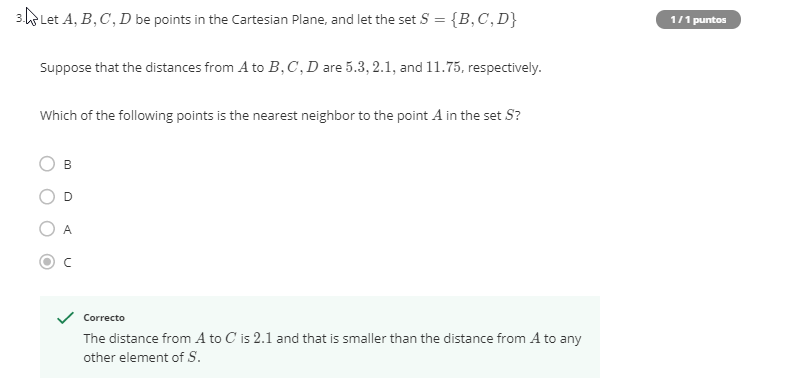 3. Let A, B, C, D be points in the Cartesian Plane, and let the set S = {B, C, D}
1 / 1 puntos
Suppose that the distances from A to B, C, D are 5.3, 2.1, and 11.75, respectively.
Which of the following points is the nearest neighbor to the point A in the set S?
B
D
A
C
Correcto
The distance from A to C is 2.1 and that is smaller than the distance from A to any
other element of S.